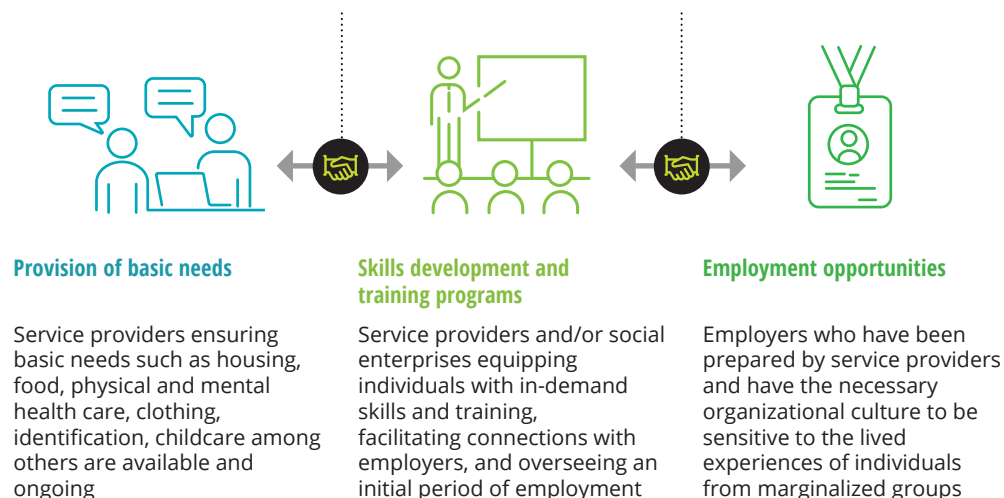 Provision of basic needs
Service providers ensuring
basic needs such as housing,
food, physical and mental
health care, clothing,
identification, childcare among
others are available and
ongoing
Skills development and
training programs
Service providers and/or social
enterprises equipping
individuals with in-demand
skills and training,
facilitating connections with
employers, and overseeing an
initial period of employment
Employment opportunities
Employers who have been
prepared by service providers
and have the necessary
organizational culture to be
sensitive to the lived
experiences of individuals
from marginalized groups